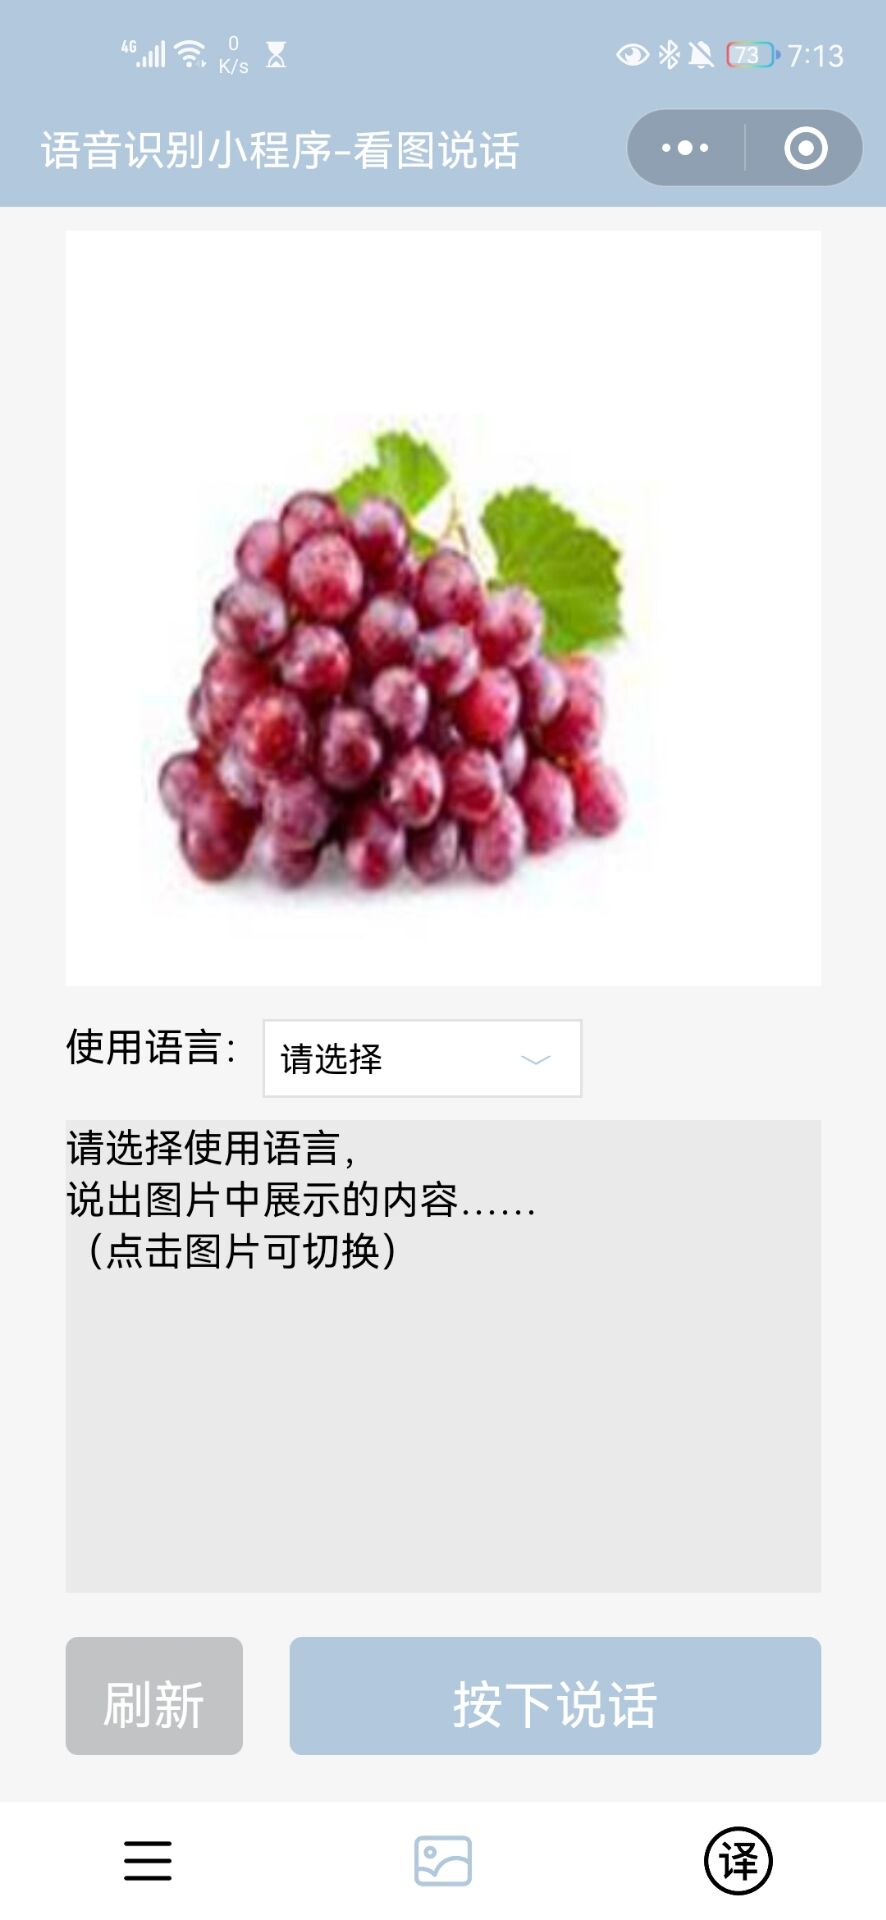 4G 0 K/s 73 7:13
语音识别小程序-看图说话
使用语言： 请选择
请选择使用语言，
说出图片中展示的内容......
（点击图片可切换）
刷新 按下说话
译